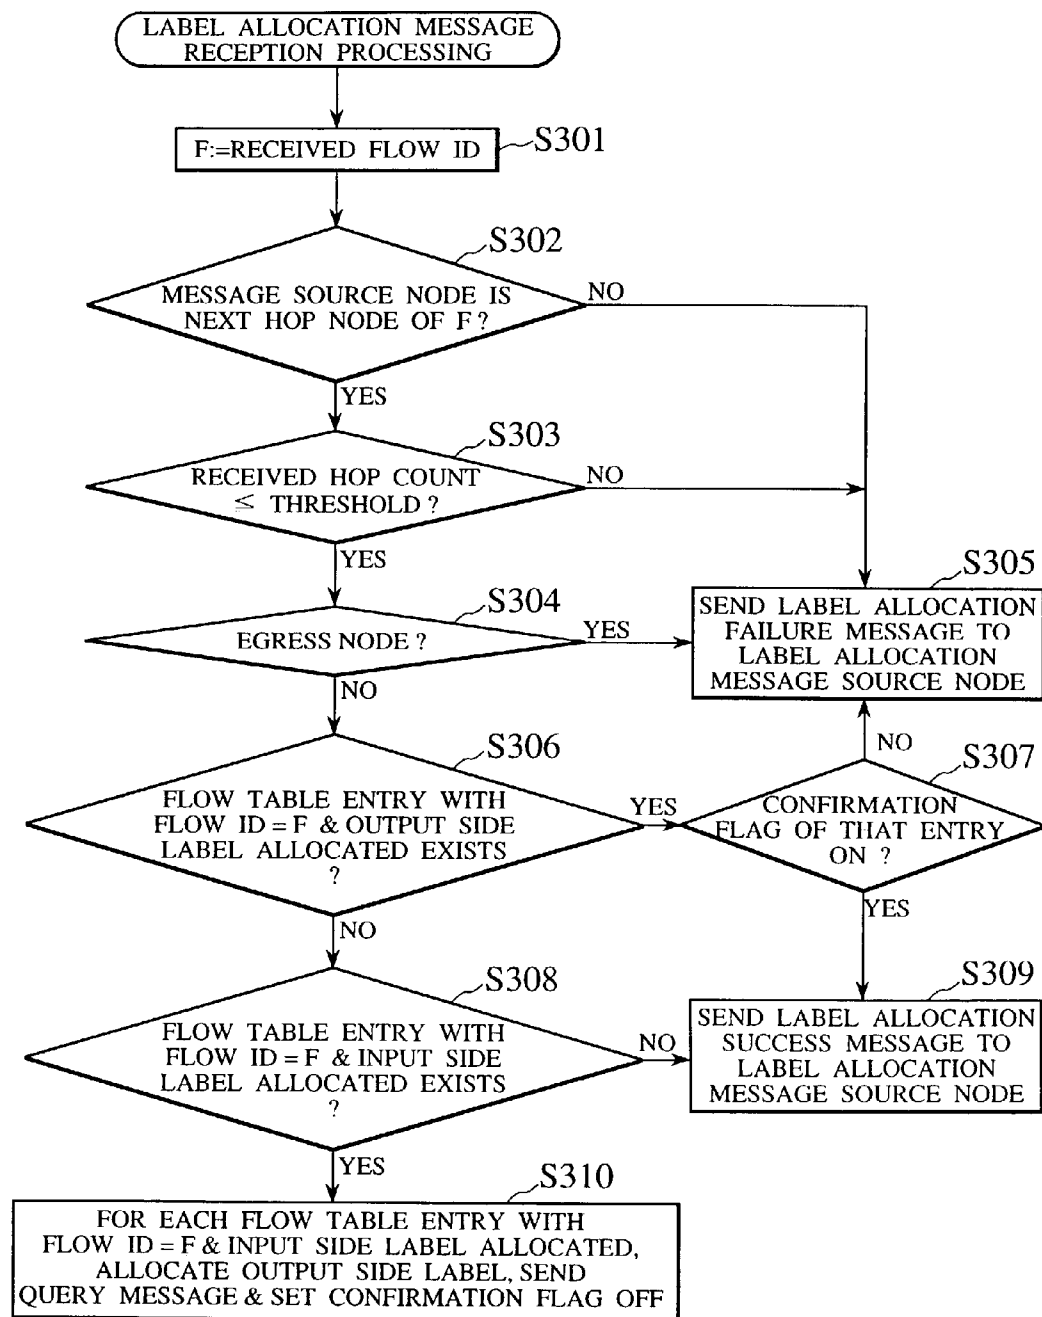 LABEL ALLOCATION MESSAGE
RECEPTION PROCESSING
S301
F:=RECEIVED FLOW ID
S302
MESSAGE SOURCE NODE IS
NEXT HOP NODE OF F?
NO
YES
S303
RECEIVED HOP COUNT
≦ THRESHOLD?
NO
YES
S304
EGRESS NODE?
YES
NO
S305
SEND LABEL ALLOCATION
FAILURE MESSAGE TO
LABEL ALLOCATION
MESSAGE SOURCE NODE
S306
FLOW TABLE ENTRY WITH
FLOW ID=F & OUTPUT SIDE
LABEL ALLOCATED EXISTS
?
YES
NO
S307
NO
CONFIRMATION
FLAG OF THAT ENTRY
ON ?
YES
S308
FLOW TABLE ENTRY WITH
FLOW ID=F & INPUT SIDE
LABEL ALLOCATED EXISTS
?
NO
YES
S309
SEND LABEL ALLOCATION
SUCCESS MESSAGE TO
LABEL ALLOCATION
MESSAGE SOURCE NODE
S310
FOR EACH FLOW TABLE ENTRY WITH
FLOW ID=F & INPUT SIDE LABEL ALLOCATED,
ALLOCATE OUTPUT SIDE LABEL, SEND
QUERY MESSAGE & SET CONFIRMATION FLAG OFF